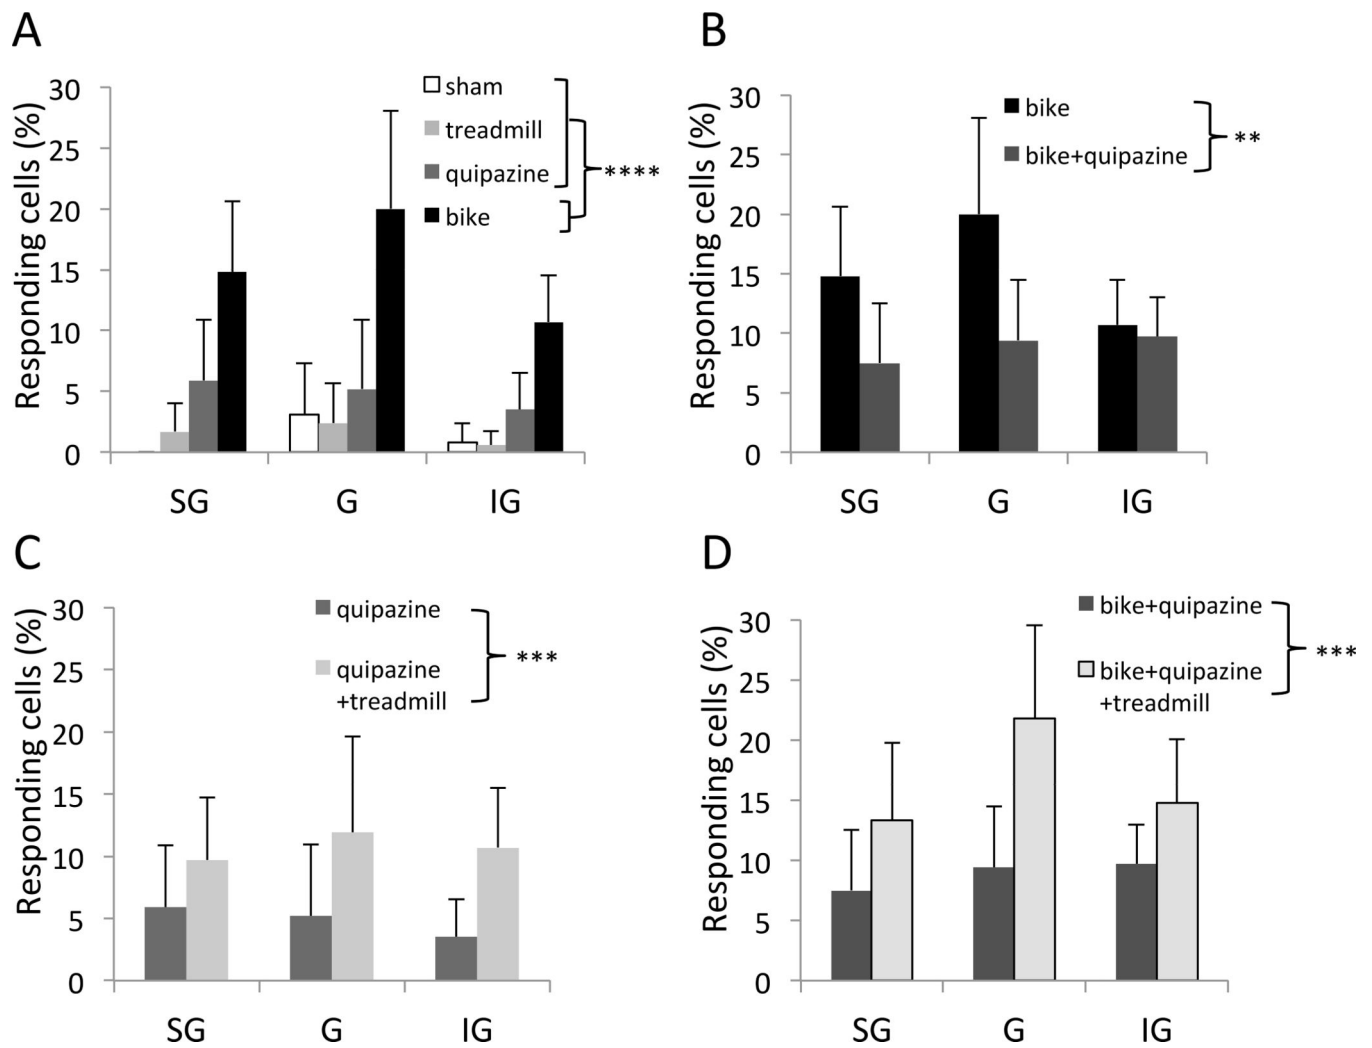 A
Responding cells (%)
30
25
20
15
10
5
0
sham
treadmill
quipazine
bike
****
SG G IG
B
Responding cells (%)
30
25
20
15
10
5
0
bike
bike+quipazine
**
SG G IG
C
Responding cells (%)
30
25
20
15
10
5
0
quipazine
quipazine
+treadmill
***
SG G IG
D
Responding cells (%)
30
25
20
15
10
5
0
bike+quipazine
bike+quipazine
+treadmill
***
SG G IG